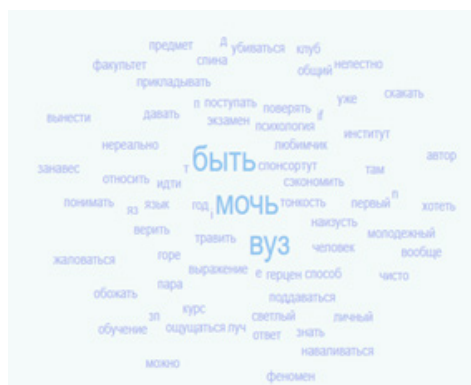 предмет д убиваться клуб
факультет спина общий нелестно
прикладывать
вынести давать п поступать поверять if уже скакать
экзамен психология институт
нереально любимчик автор
занавес т быть спонсортут там
относить идти сэкономить
понимать яз язык год i мочь тонкость первый п хотеть
верить наизусть молодежный
травить вуз человек вообще
жаловаться горе
выражение е герцен способ чисто
обожать пара поддаваться
зп курс светлый личный
обучение ощущаться луч ответ знать
наваливаться
можно
феномен